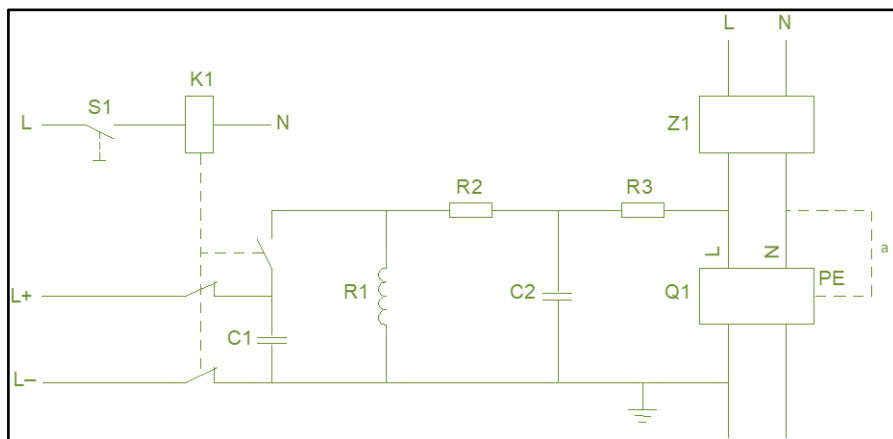 L N
K1
S1
L N
Z1
R2 R3
L N
a
L+ R1 C2 Q1 PE
C1
L−